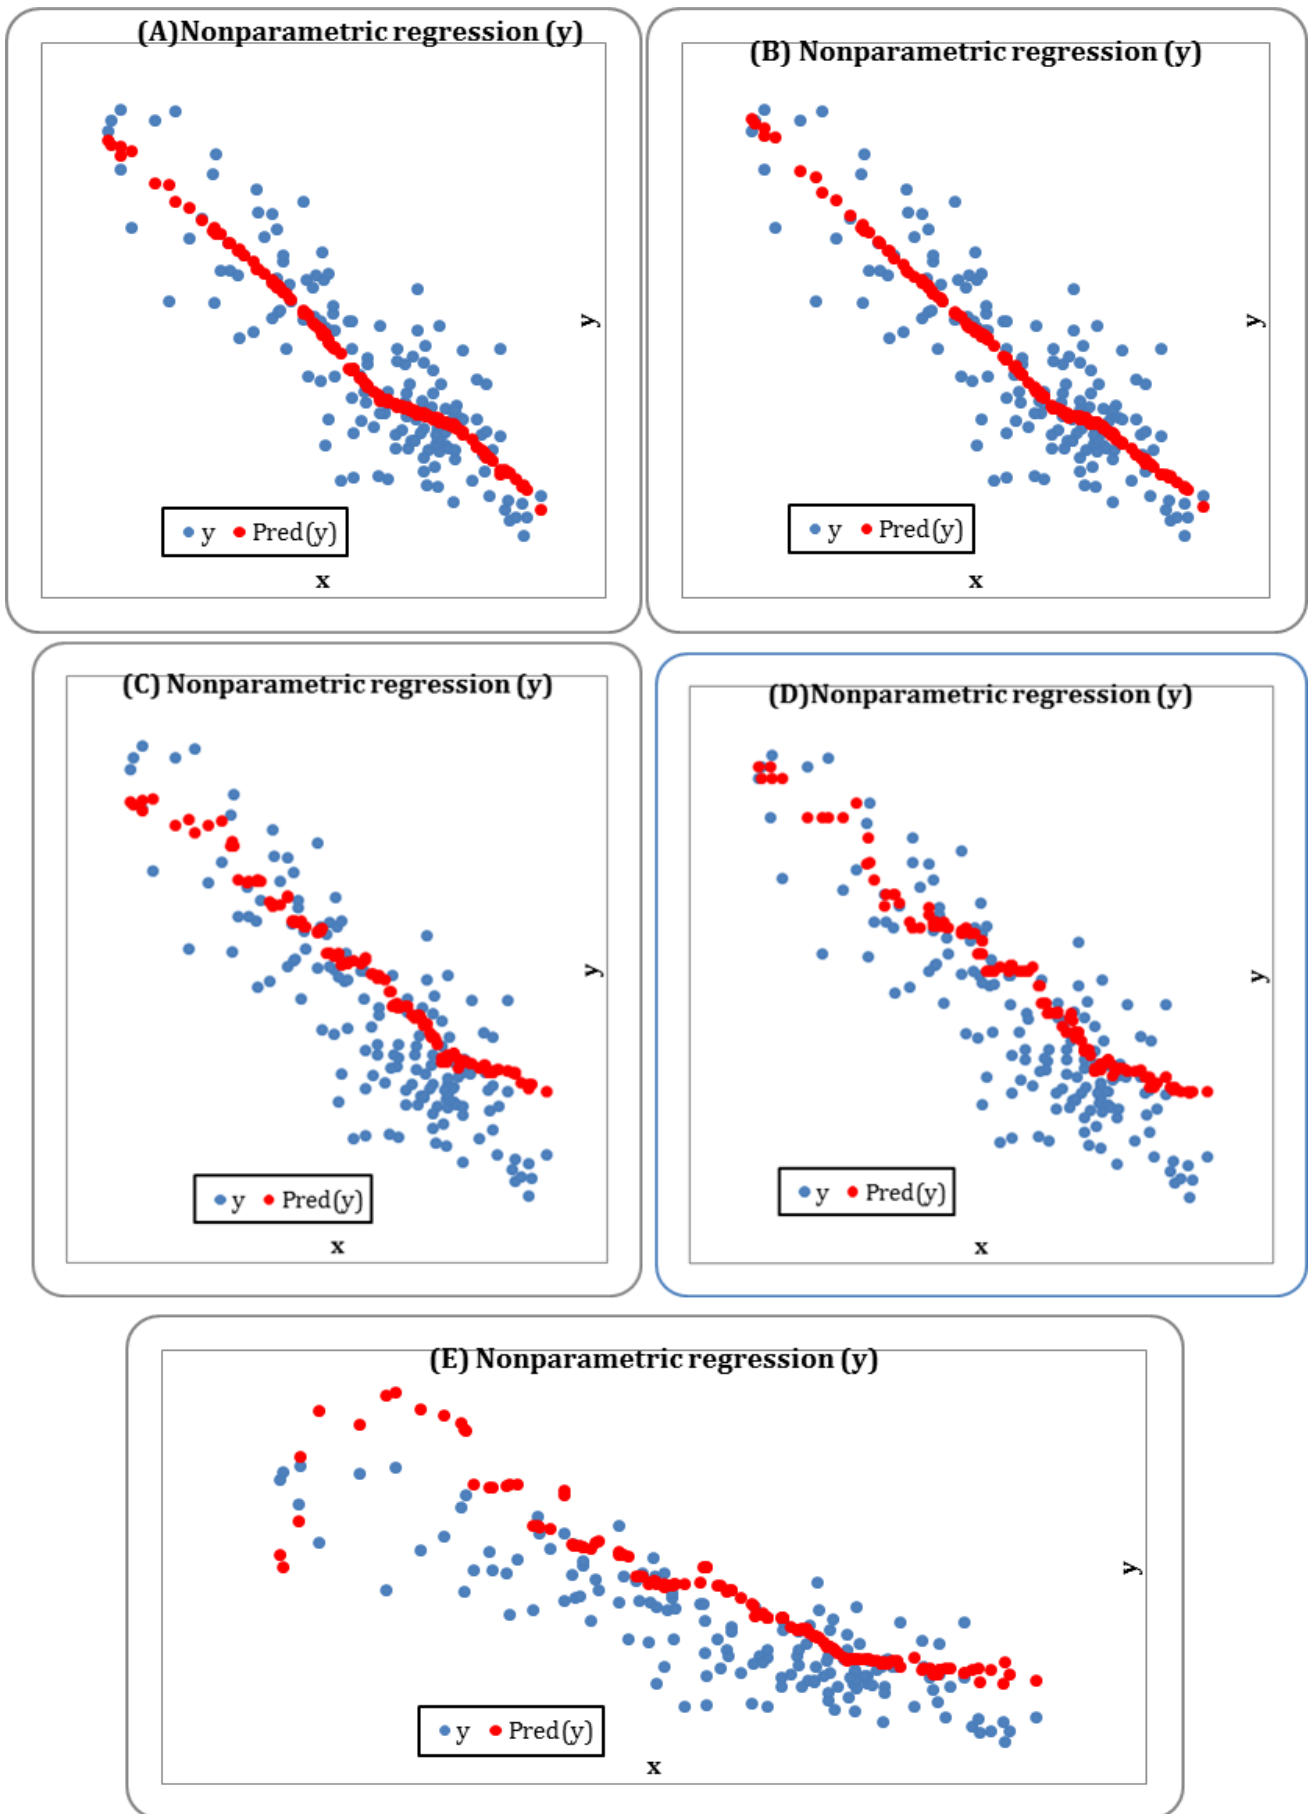 (A)Nonparametric regression (y)
y
y Pred(y)
x
(B) Nonparametric regression (y)
y
y Pred(y)
x
(C) Nonparametric regression (y)
y
y Pred(y)
x
(D)Nonparametric regression (y)
y
y Pred(y)
x
(E) Nonparametric regression (y)
y
y Pred(y)
x